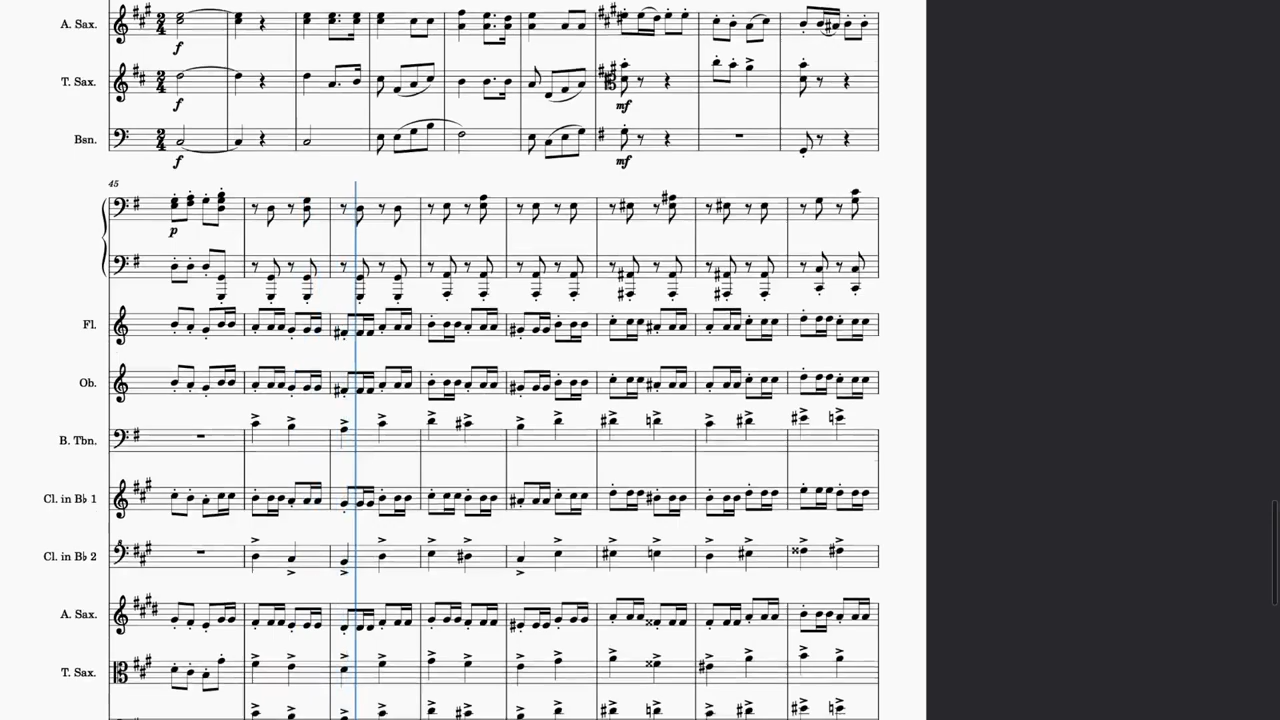 A. Sax.
f
T. Sax.
f
mf
Bsn.
f
mf
45
p
Fl.
Ob.
B. Tbn.
Cl. in B♭ 1
Cl. in B♭ 2
A. Sax.
T. Sax.